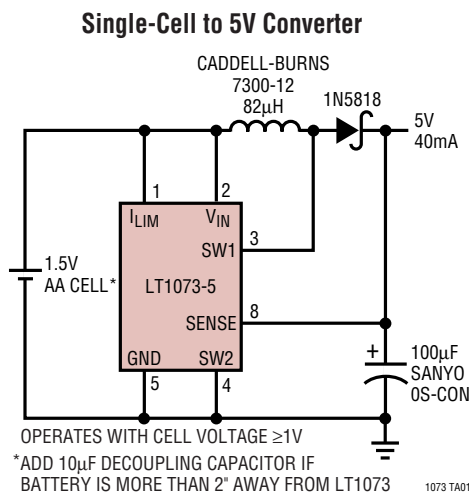 Single-Cell to 5V Converter
CADDELL-BURNS
7300-12
82µH
1N5818
5V
40mA
1
2
ILIM
VIN
SW1
3
1.5V
AA CELL*
LT1073-5
SENSE
8
GND
SW2
5
4
+
100µF
SANYO
0S-CON
OPERATES WITH CELL VOLTAGE ≥1V
*ADD 10µF DECOUPLING CAPACITOR IF
BATTERY IS MORE THAN 2" AWAY FROM LT1073
1073 TA01